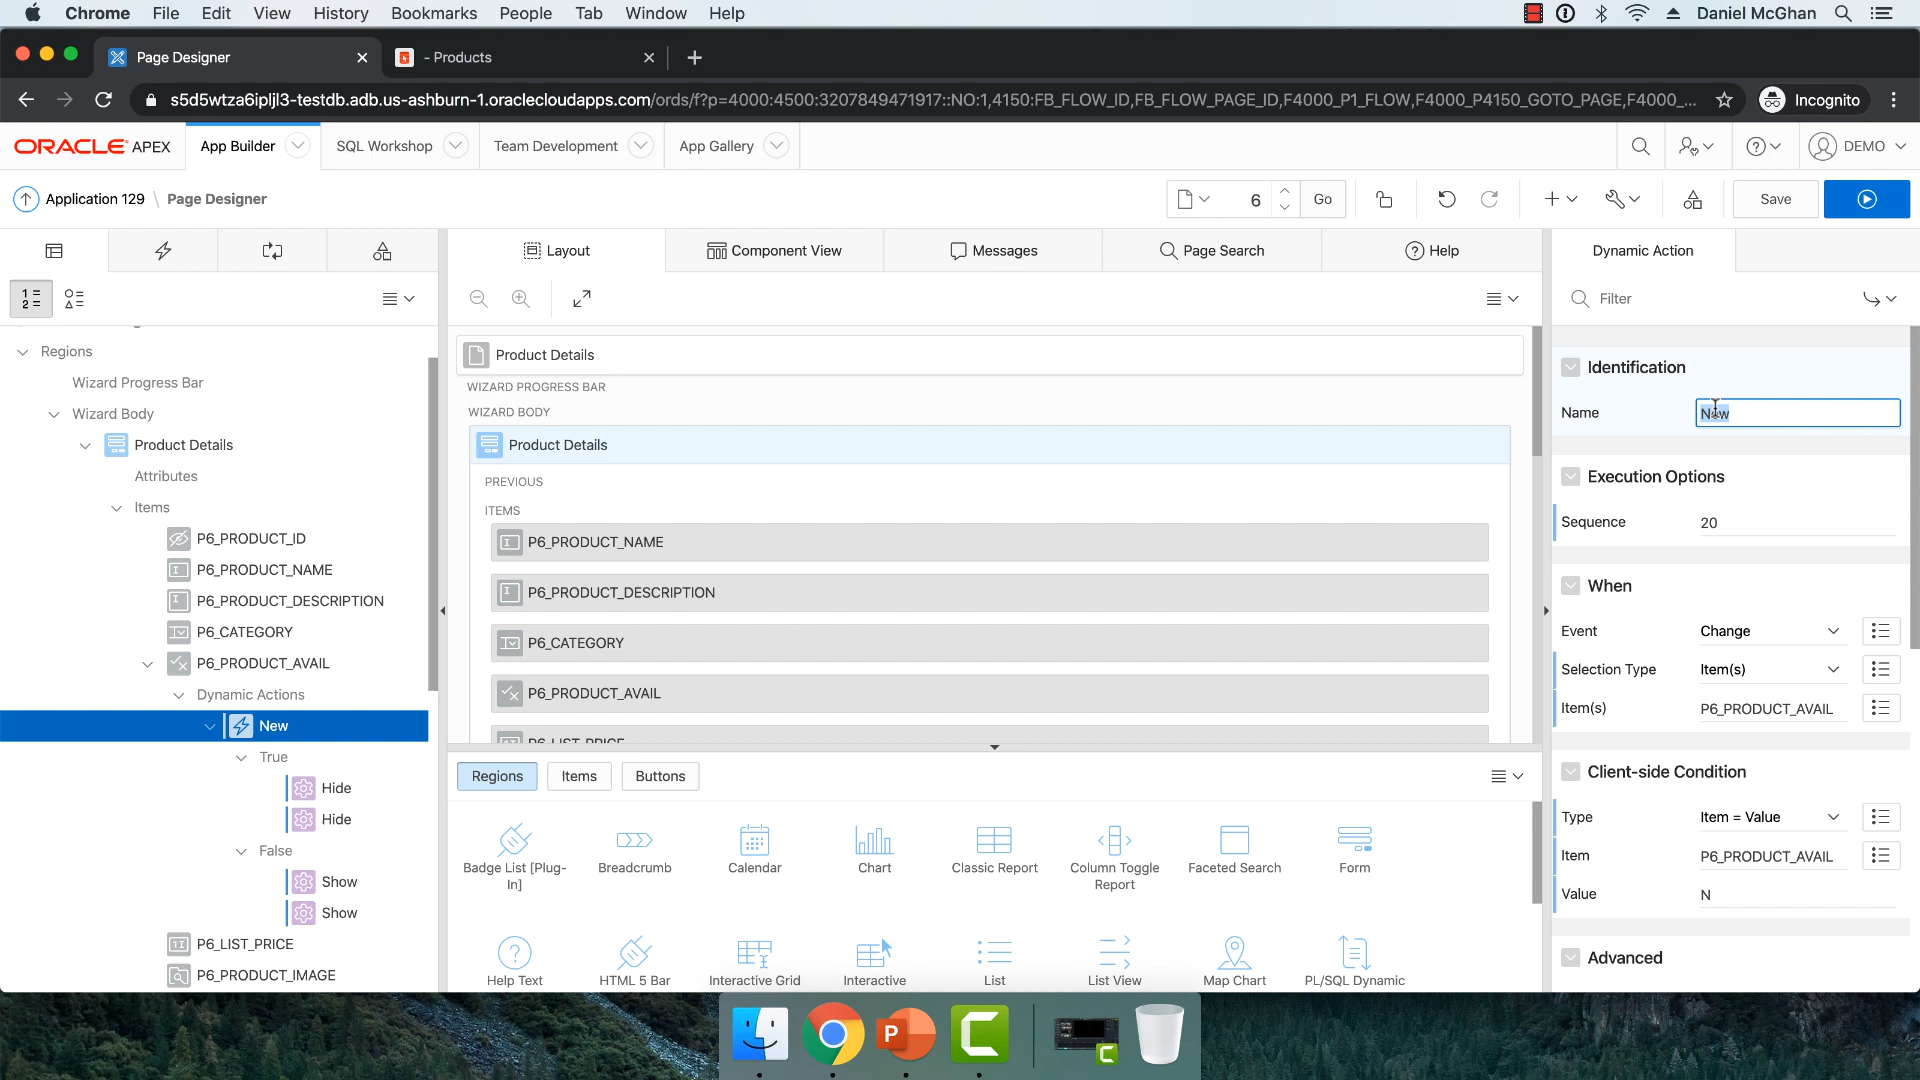 Chrome File Edit View History Bookmarks People Tab Window Help Daniel McGhan
Page Designer - Products
s5d5wtza6ipljl3-testdb.adb.us-ashburn-1.oraclecloudapps.com/ords/f?p=4000:4500:3207849471917::NO:1,4150:FB_FLOW_ID,FB_FLOW_PAGE_ID,F4000_P1_FLOW,F4000_P4150_GOTO_PAGE,F4000_... Incognito
ORACLE APEX App Builder SQL Workshop Team Development App Gallery DEMO
Application 129 \ Page Designer 6 Go Save
Layout Component View Messages Page Search Help Dynamic Action
Filter
Regions
Wizard Progress Bar
Wizard Body
Product Details
Attributes
Items
P6_PRODUCT_ID
P6_PRODUCT_NAME
P6_PRODUCT_DESCRIPTION
P6_CATEGORY
P6_PRODUCT_AVAIL
Dynamic Actions
New
True
Hide
Hide
False
Show
Show
P6_LIST_PRICE
P6_PRODUCT_IMAGE
Product Details
WIZARD PROGRESS BAR
WIZARD BODY
Product Details
PREVIOUS
ITEMS
P6_PRODUCT_NAME
P6_PRODUCT_DESCRIPTION
P6_CATEGORY
P6_PRODUCT_AVAIL
P6_LIST_PRICE
Regions Items Buttons
Badge List [Plug-
In]
Breadcrumb
Calendar
Chart
Classic Report
Column Toggle
Report
Faceted Search
Form
Help Text
HTML 5 Bar
Interactive Grid
Interactive
List
List View
Map Chart
PL/SQL Dynamic
Identification
Name New
Execution Options
Sequence 20
When
Event Change
Selection Type Item(s)
Item(s) P6_PRODUCT_AVAIL
Client-side Condition
Type Item = Value
Item P6_PRODUCT_AVAIL
Value N
Advanced